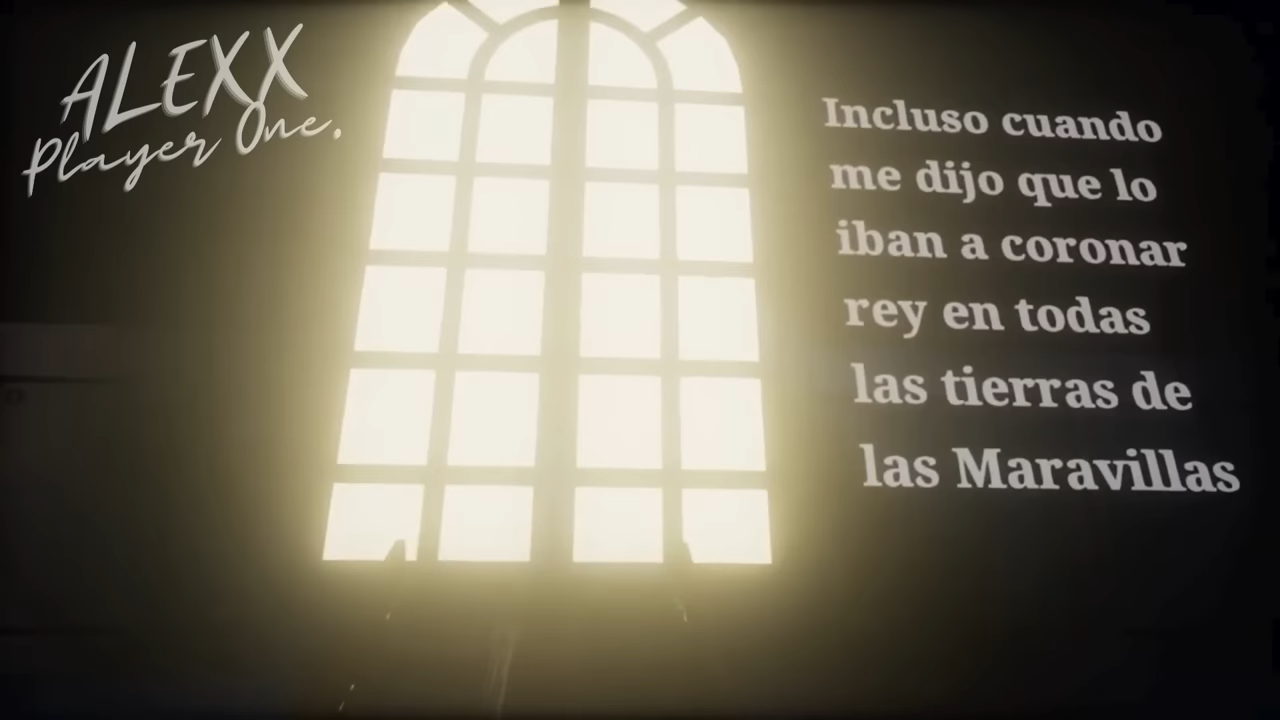 ALEXX
Player One.
Incluso cuando
me dijo que lo
iban a coronar
rey en todas
las tierras de
las Maravillas